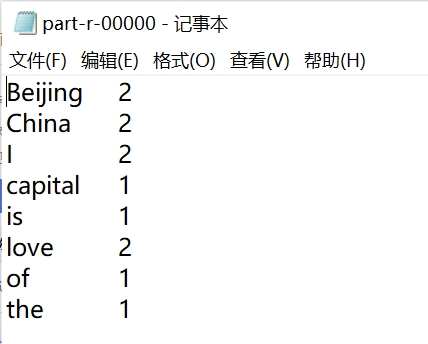 part-r-00000 - 记事本
文件(F) 编辑(E) 格式(O) 查看(V) 帮助(H)
Beijing 2
China 2
I 2
capital 1
is 1
love 2
of 1
the 1